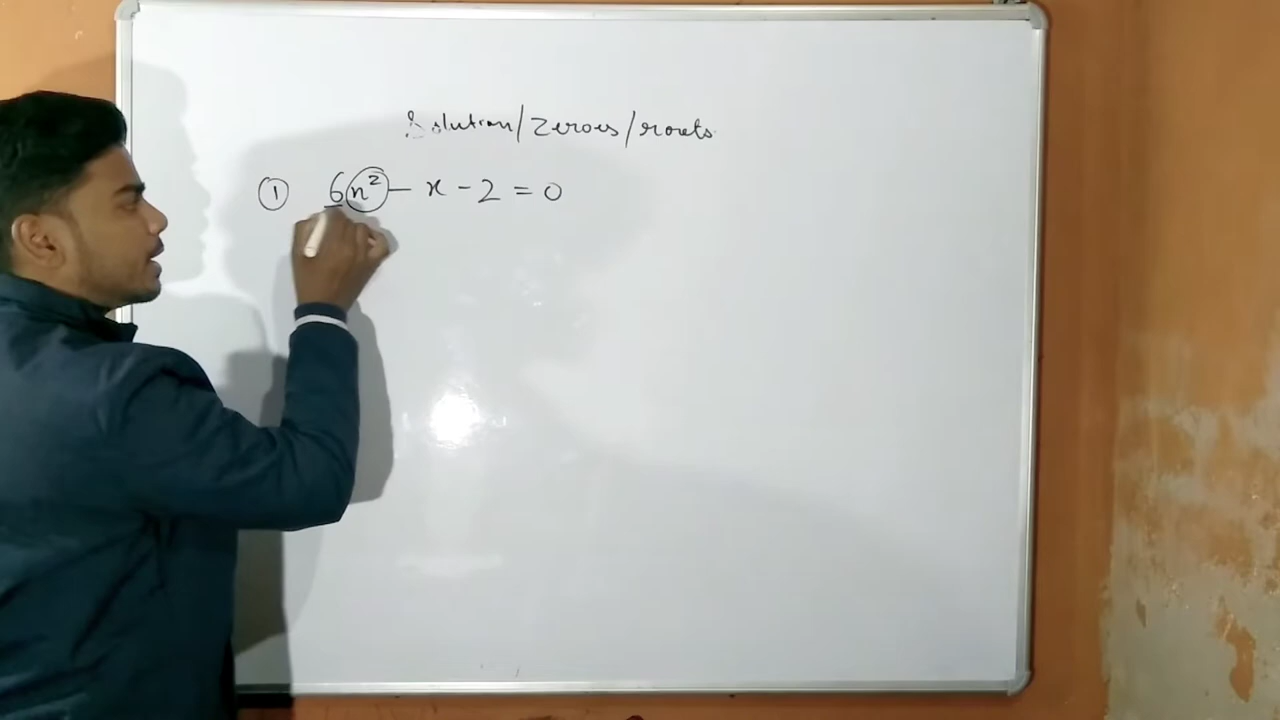 Solution/Zeroes/roots
① 6x² - x - 2 = 0